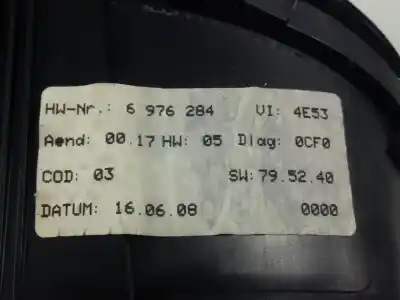 HW-Nr.: 6 976 284 VI: 4E53
Aend: 00.17 HW: 05 Diag: 0CF0
COD: 03 SW: 79.52.40
DATUM: 16.06.08 0000